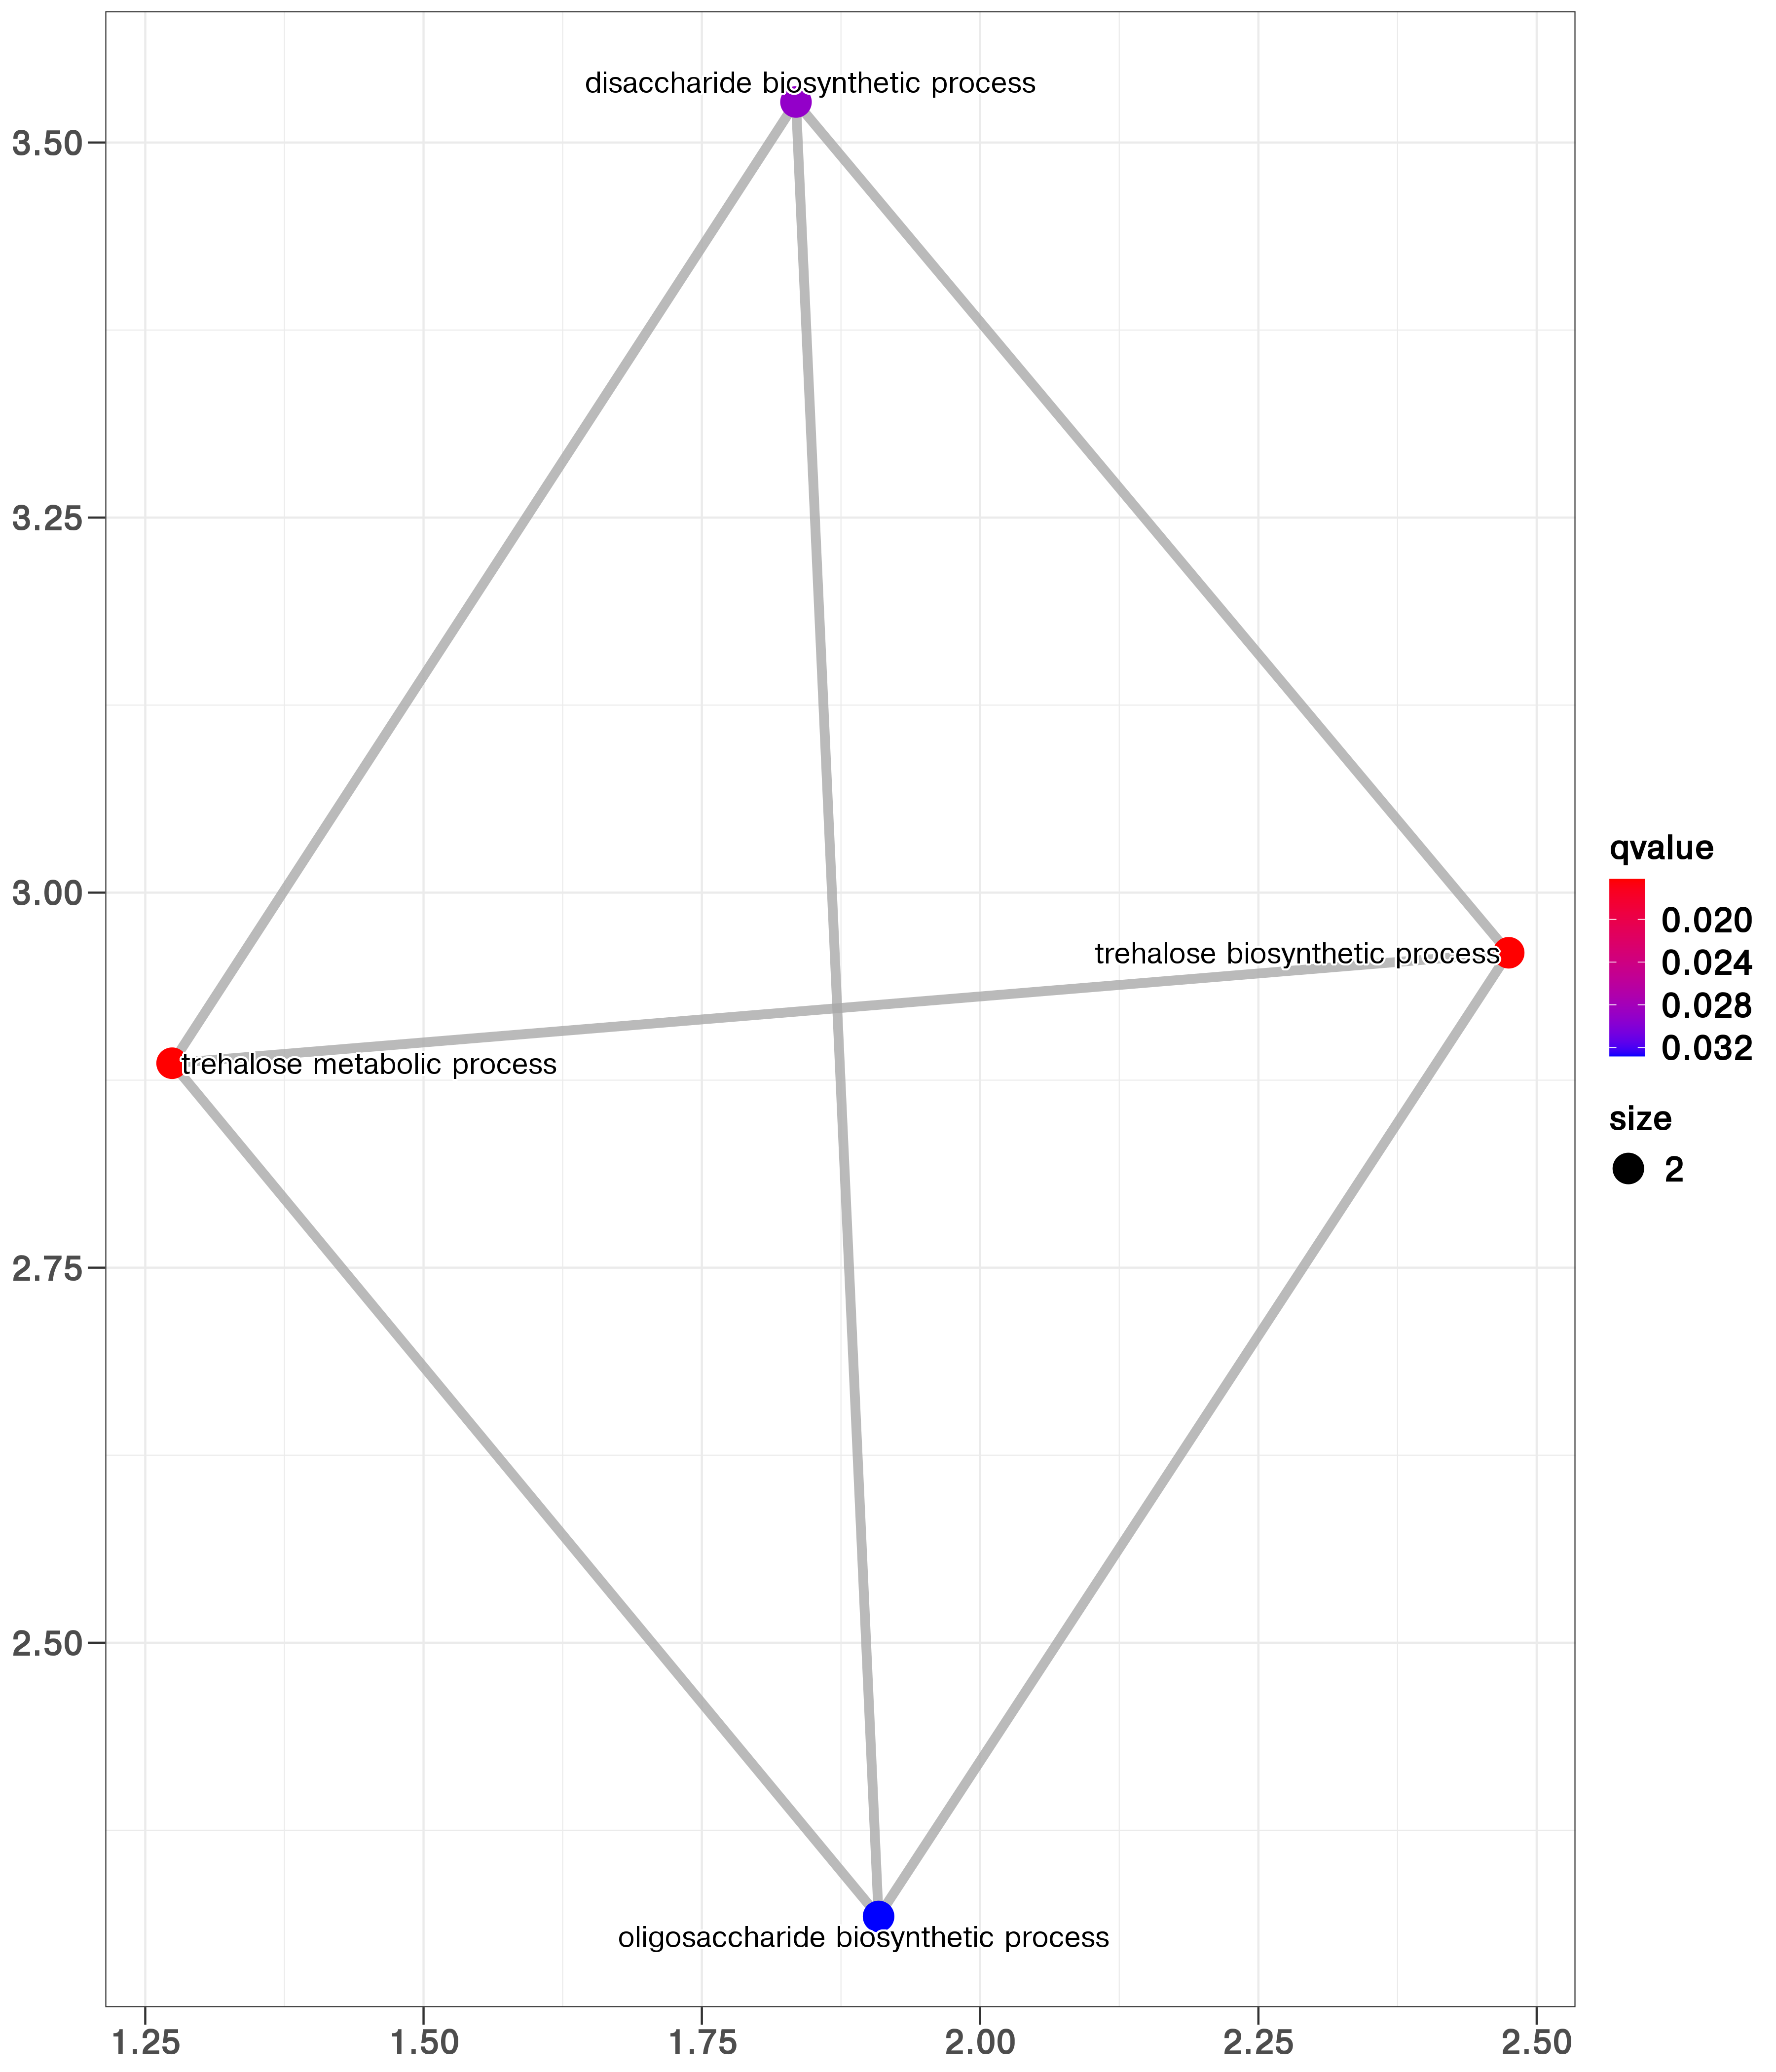 disaccharide biosynthetic process
3.50
3.25
3.00
trehalose biosynthetic process
trehalose metabolic process
2.75
2.50
oligosaccharide biosynthetic process
1.25 1.50 1.75 2.00 2.25 2.50
qvalue
0.020
0.024
0.028
0.032
size
2